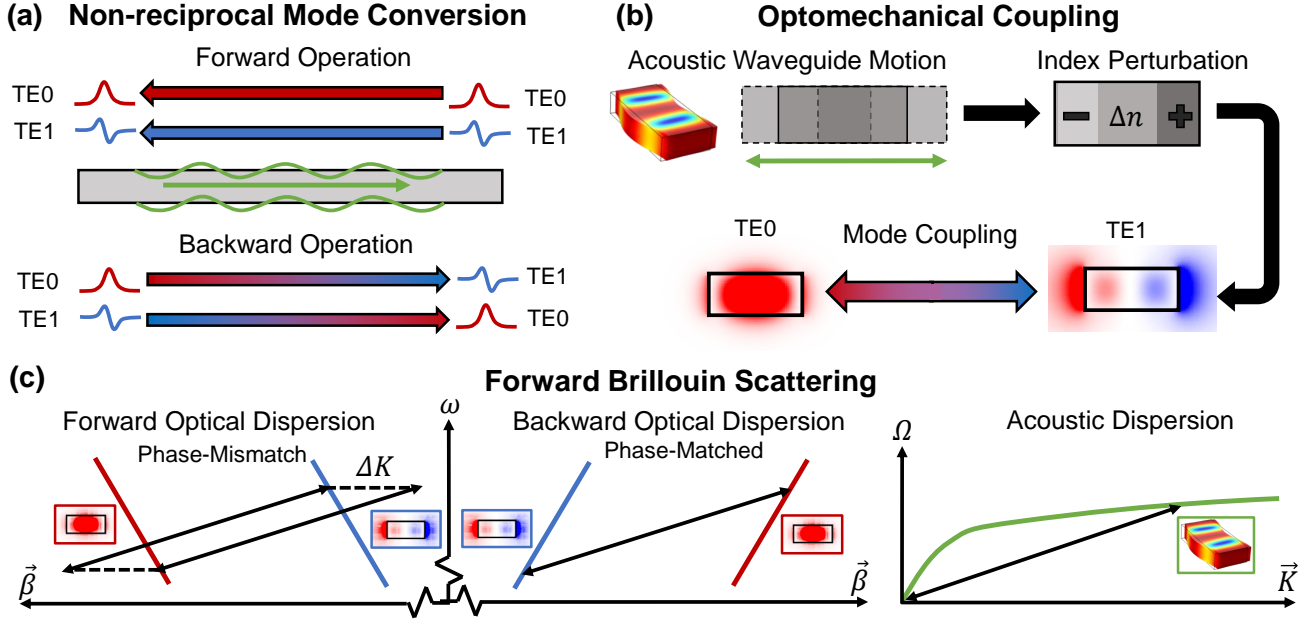 (a) Non-reciprocal Mode Conversion
Forward Operation
TE0 TE0
TE1 TE1
Backward Operation
TE0 TE1
TE1 TE0
(b) Optomechanical Coupling
Acoustic Waveguide Motion Index Perturbation
− Δn +
TE0 Mode Coupling TE1
(c) Forward Brillouin Scattering
Forward Optical Dispersion
Phase-Mismatch
ΔK
ω
Backward Optical Dispersion
Phase-Matched
β⃗ β⃗
Acoustic Dispersion
Ω
K⃗